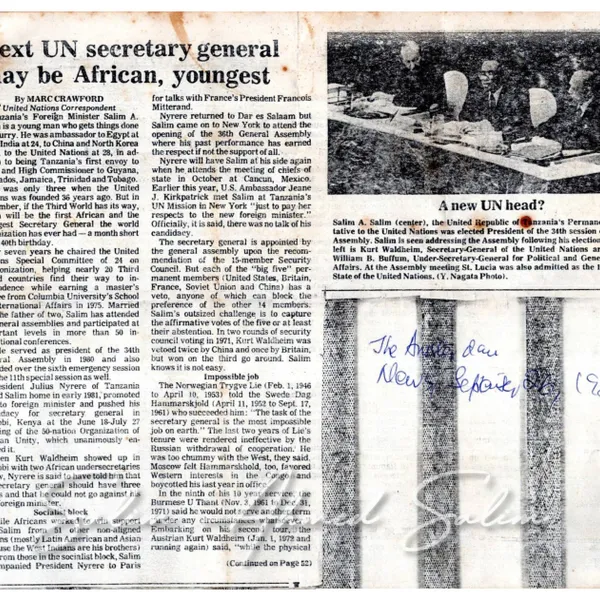 ext UN secretary general
ay be African, youngest
By MARC CRAWFORD
United Nations Correspondent
anzania's Foreign Minister Salim A.
is a young man who gets things done
urry. He was ambassador to Egypt at
India at 24, to China and North Korea
to the United Nations at 28, in ad-
n to being Tanzania's first envoy to
and High Commissioner to Guyana,
ados, Jamaica, Trinidad and Tobago.
was only three when the United
ons was founded 36 years ago. But in
mber, if the Third World has its way,
n will be the first African and the
gest Secretary General the world
nization has ever had — a month short
40th birthday.
r seven years he chaired the United
ons Special Committee of 24 on
onization, helping nearly 20 Third
d countries find their way to in-
endence while earning a master's
ee from Columbia University's School
nternational Affairs in 1975. Married
the father of two, Salim has attended
eneral assemblies and participated at
ortant levels in more than 50 in-
tional conferences.
e served as president of the 34th
eral Assembly in 1980 and also
ided over the sixth emergency session
the 11th special session as well.
esident Julius Nyerere of Tanzania
d Salim home in early 1981, promoted
to foreign minister and pushed his
idacy for secretary general in
obi, Kenya at the June 18-July 27
ing of the 50-nation Organization of
an Unity, which unanimously en-
ed it.
en Kurt Waldheim showed up in
obi with two African undersecretaries
w, Nyerere is said to have told him that
ecretary general should have three
s and that he could not go against his
oreign minister.
Socialist block
ile Africans
Salim from 51 other non-aligned
ns (mostly Latin American and Asian
use the West Indians are his brothers)
from those in the socialist block, Salim
mpanied President Nyrere to Paris
for talks with France's President Francois
Mitterand.
Nyrere returned to Dar es Salaam but
Salim came on to New York to attend the
opening of the 36th General Assembly
where his past performance has earned
the respect if not the support of all.
Nyrere will have Salim at his side again
when he attends the meeting of chiefs of
state in October at Cancun, Mexico.
Earlier this year, U.S. Ambassador Jeane
J. Kirkpatrick met Salim at Tanzania's
UN Mission in New York "just to pay her
respects to the new foreign minister."
Officially, it is said, there was no talk of his
candidacy.
The secretary general is appointed by
the general assembly upon the recom-
mendation of the 15-member Security
Council. But each of the "big five" per-
manent members (United States, Britain,
France, Soviet Union and China) has a
veto, anyone of which can block the
preference of the other 14 members.
Salim's outsized challenge is to capture
the affirmative votes of the five or at least
their abstention. In two rounds of security
council voting in 1971, Kurt Waldheim was
vetoed twice by China and once by Britain,
but won on the third go around. Salim
knows it is not easy.
Impossible job
The Norwegian Trygve Lie (Feb. 1, 1946
to April 10, 1953) told the Swede Dag
Hammarskjold (April 11, 1952 to Sept. 17,
1961) who succeeded him: "The task of the
secretary general is the most impossible
job on earth." The last two years of Lie's
tenure were rendered ineffective by the
Russian withdrawal of cooperation. He
was too chummy with the West, they said.
Moscow felt Hammarskhold, too, favored
Western interests in the and
boycotted his last year in office.
In the ninth of his 10 year service,
Burmese U Thant (Nov. 3, 1961 to Dec. 31,
1971) said he would not serve another term
for any circumstances
Embarking on his second tour, the
Austrian Kurt Waldheim (Jan. 1, 1972 and
running again) said, "while the physical
(Continued on Page 52)
A new UN head?
Salim A. Salim (center), the United Republic of Tanzania's Permane
tative to the United Nations was elected President of the 34th session o
Assembly. Salim is seen addressing the Assembly following his election
left is Kurt Waldheim, Secretary-General of the United Nations an
William B. Buffum, Under-Secretary-General for Political and Gene
Affairs. At the Assembly meeting St. Lucia was also admitted as the
State of the United Nations. (Y. Nagata Photo).
The Amsterdam
News September
Salim Ahmed Salim